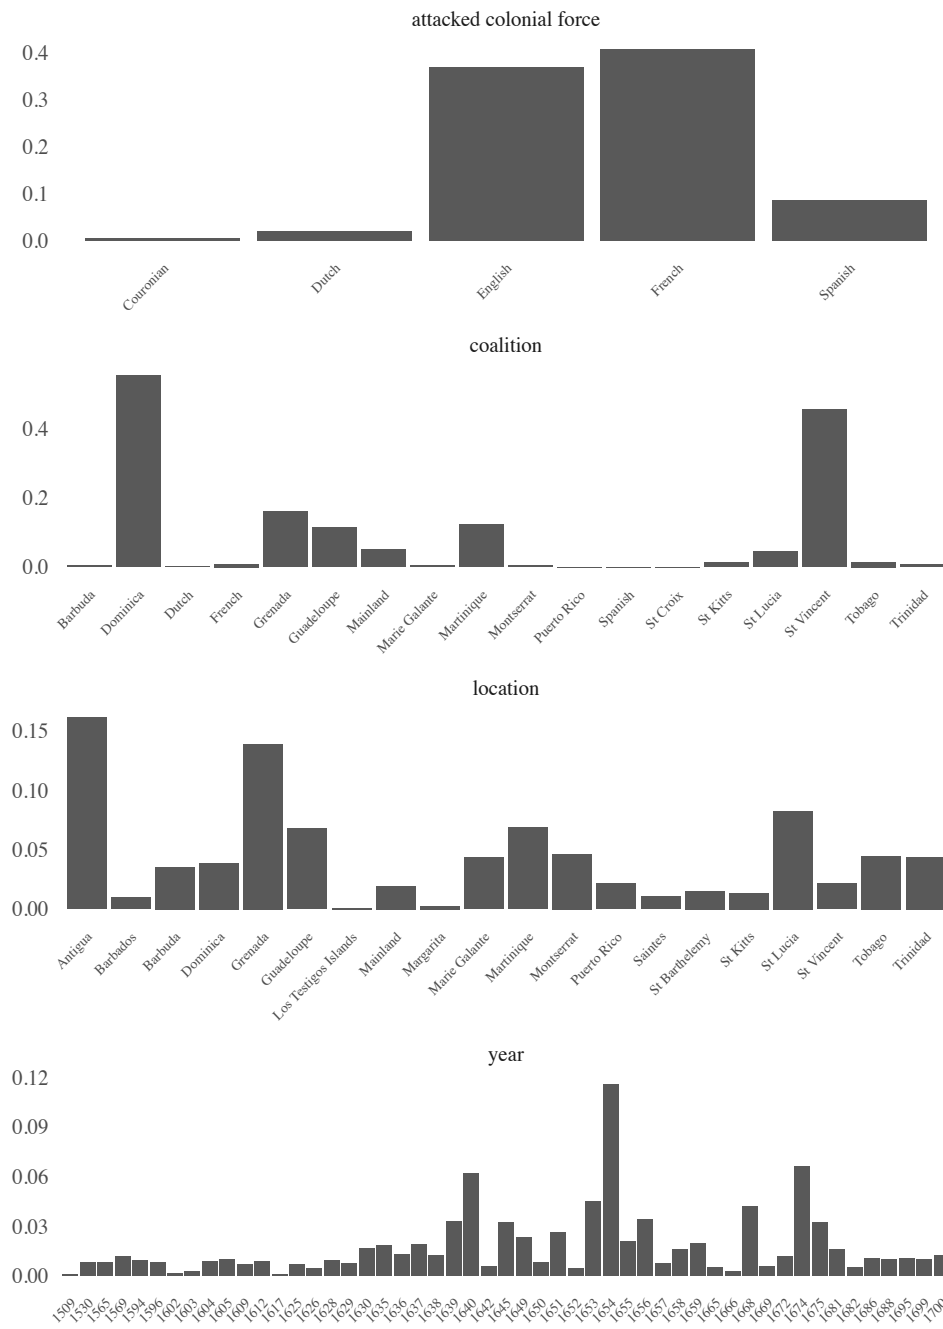 attacked colonial force
0.4
0.3
0.2
0.1
0.0
Couronian
Dutch
English
French
Spanish
coalition
0.4
0.2
0.0
Barbuda
Dominica
Dutch
French
Grenada
Guadeloupe
Mainland
Marie Galante
Martinique
Montserrat
Puerto Rico
Spanish
St Croix
St Kitts
St Lucia
St Vincent
Tobago
Trinidad
location
0.15
0.10
0.05
0.00
Antigua
Barbados
Barbuda
Dominica
Grenada
Guadeloupe
Los Testigos Islands
Mainland
Margarita
Marie Galante
Martinique
Montserrat
Puerto Rico
Saintes
St Barthelemy
St Kitts
St Lucia
St Vincent
Tobago
Trinidad
year
0.12
0.09
0.06
0.03
0.00
1509
1530
1565
1569
1594
1596
1602
1603
1604
1605
1609
1612
1617
1625
1626
1628
1629
1630
1635
1636
1637
1638
1639
1640
1642
1645
1649
1650
1651
1652
1653
1654
1655
1656
1657
1658
1659
1665
1666
1668
1669
1672
1674
1675
1681
1682
1686
1688
1695
1699
1700